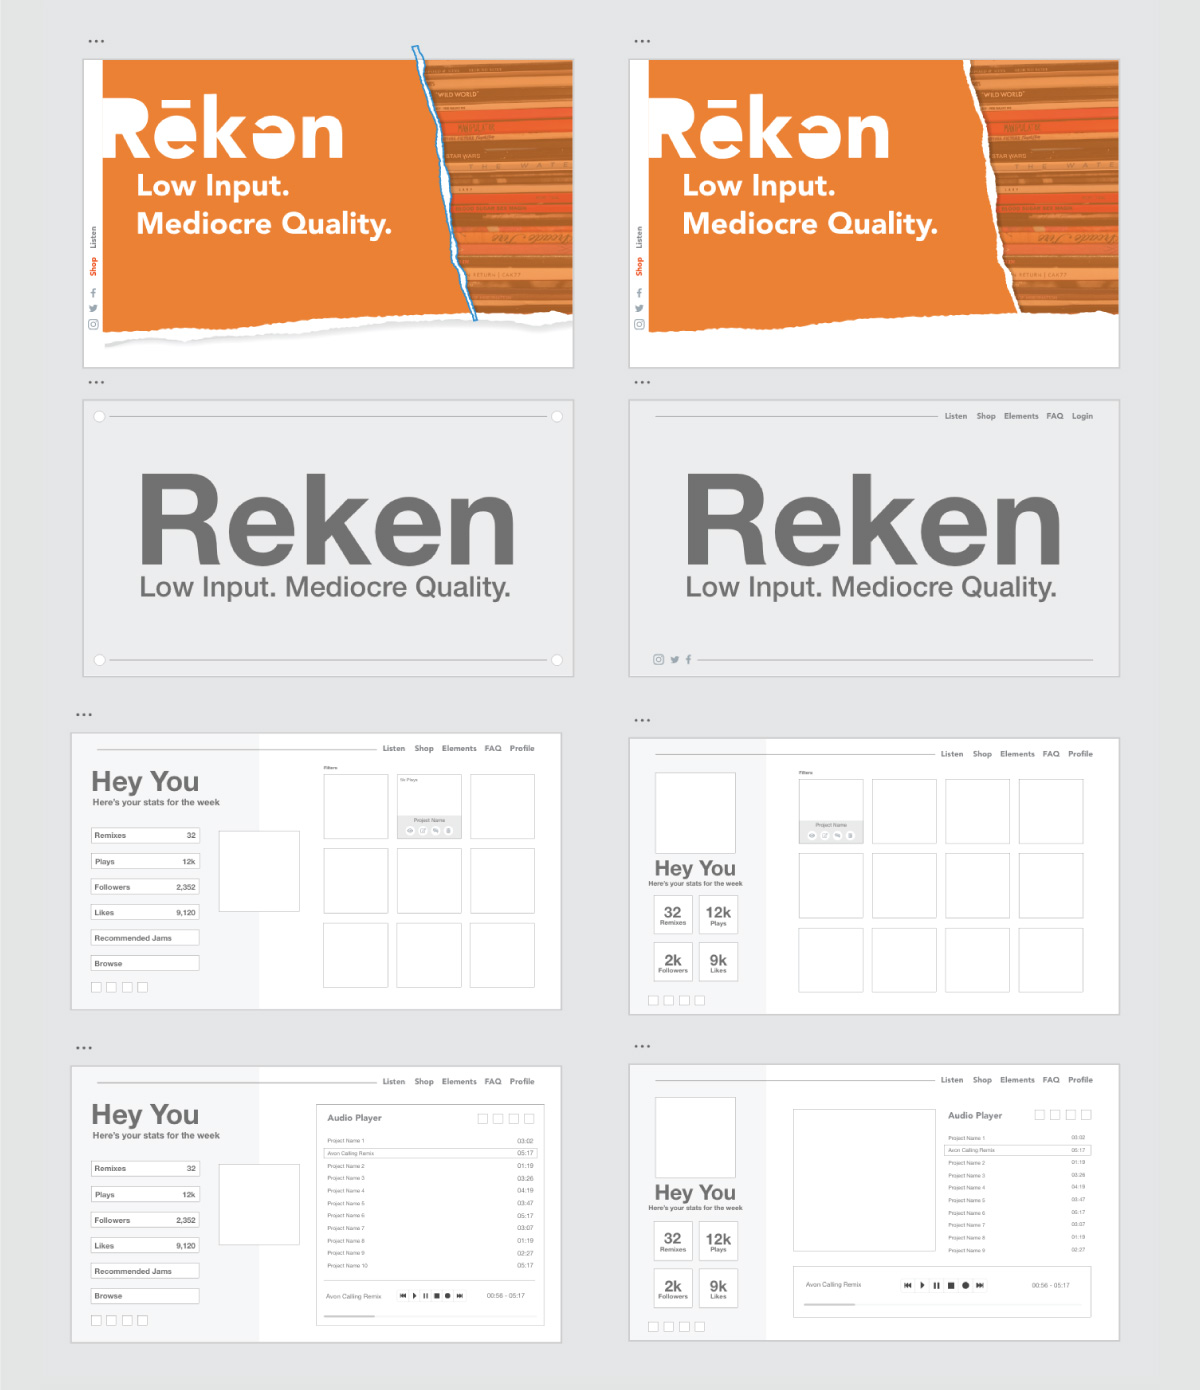 Rēkən
Low Input.
Mediocre Quality.
Listen
Shop
"WILD WORLD"
STAR WARS
THE WATE
Rēkən
Low Input.
Mediocre Quality.
Listen
Shop
"WILD WORLD"
STAR WARS
THE WATE
Reken
Low Input. Mediocre Quality.
Listen Shop Elements FAQ Login
Reken
Low Input. Mediocre Quality.
Listen Shop Elements FAQ Profile
Hey You
Here's your stats for the week
Remixes 32
Plays 12k
Followers 2,352
Likes 9,120
Recommended Jams
Browse
Filters
Project Name
Listen Shop Elements FAQ Profile
Hey You
Here's your stats for the week
32 12k
Remixes Plays
2k 9k
Followers Likes
Filters
Project Name
Listen Shop Elements FAQ Profile
Hey You
Here's your stats for the week
Remixes 32
Plays 12k
Followers 2,352
Likes 9,120
Recommended Jams
Browse
Audio Player
Project Name 1 03:02
Avon Calling Remix 05:17
Project Name 2 01:19
Project Name 3 03:26
Project Name 4 04:19
Project Name 5 03:47
Project Name 6 05:17
Project Name 7 03:07
Project Name 8 01:19
Project Name 9 02:27
Project Name 10 05:17
Avon Calling Remix 00:56 - 05:17
Listen Shop Elements FAQ Profile
Hey You
Here's your stats for the week
32 12k
Remixes Plays
2k 9k
Followers Likes
Audio Player
Project Name 1 03:02
Avon Calling Remix 05:17
Project Name 2 01:19
Project Name 3 03:26
Project Name 4 04:19
Project Name 5 03:47
Project Name 6 05:17
Project Name 7 03:07
Project Name 8 01:19
Project Name 9 02:27
Avon Calling Remix 00:56 - 05:17